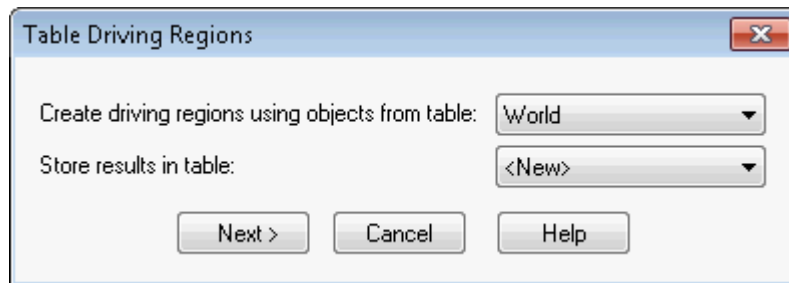 Table Driving Regions
Create driving regions using objects from table: World
Store results in table: <New>
Next > Cancel Help